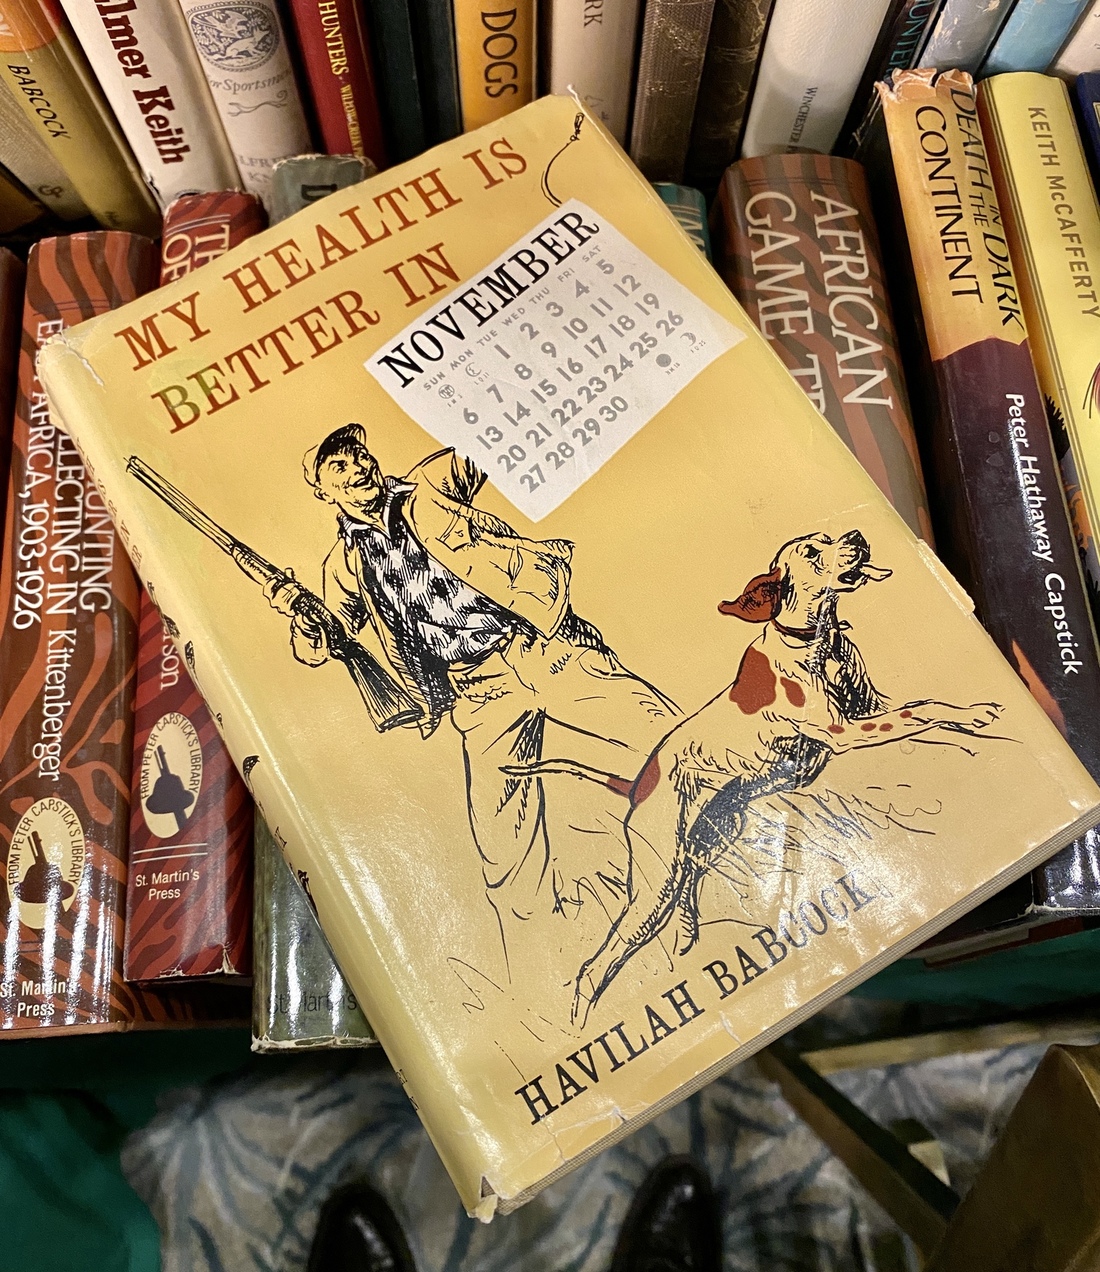 BABCOCK
Elmer Keith
HUNTERS
DOGS
WINCHESTER
MY HEALTH IS
BETTER IN
NOVEMBER
SUN MON TUE WED THU FRI SAT
1 2 3 4 5
6 7 8 9 10 11 12
13 14 15 16 17 18 19
20 21 22 23 24 25 26
27 28 29 30
HAVILAH BABCOCK
HUNTING
COLLECTING IN
EAST AFRICA, 1903-1926
Kittenberger
FROM PETER CAPSTICK'S LIBRARY
St. Martin's
Press
FROM PETER CAPSTICK'S LIBRARY
St. Martin's
Press
AFRICAN
GAME
DEATH IN THE DARK
CONTINENT
Peter Hathaway Capstick
KEITH McCAFFERTY